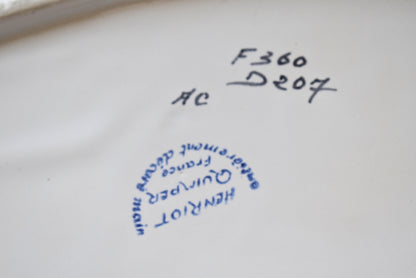 F360
D207
AC
HENRIOT
QUIMPER
France
entièrement décoré main